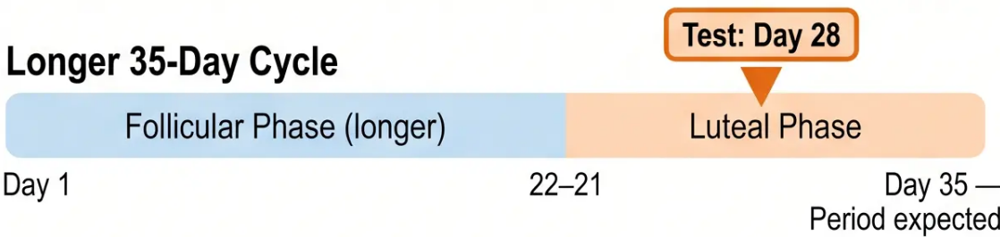 Test: Day 28
Longer 35-Day Cycle
Follicular Phase (longer)
Luteal Phase
Day 1
22–21
Day 35 —
Period expected